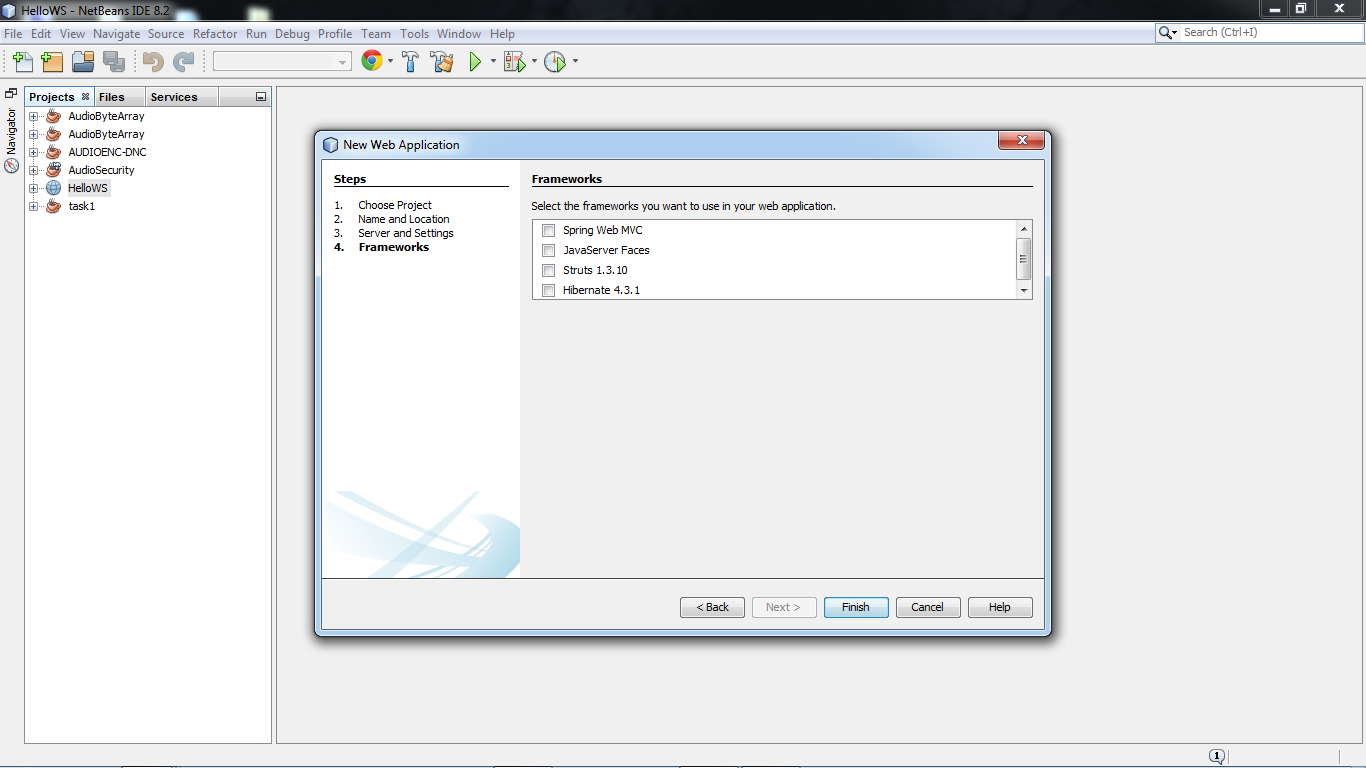 HelloWS - NetBeans IDE 8.2
File Edit View Navigate Source Refactor Run Debug Profile Team Tools Window Help
Search (Ctrl+I)
Projects Files Services
Navigator
AudioByteArray
AudioByteArray
AUDIOENC-DNC
AudioSecurity
HelloWS
task1
New Web Application
Steps
1. Choose Project
2. Name and Location
3. Server and Settings
4. Frameworks
Frameworks
Select the frameworks you want to use in your web application.
Spring Web MVC
JavaServer Faces
Struts 1.3.10
Hibernate 4.3.1
< Back Next > Finish Cancel Help
1